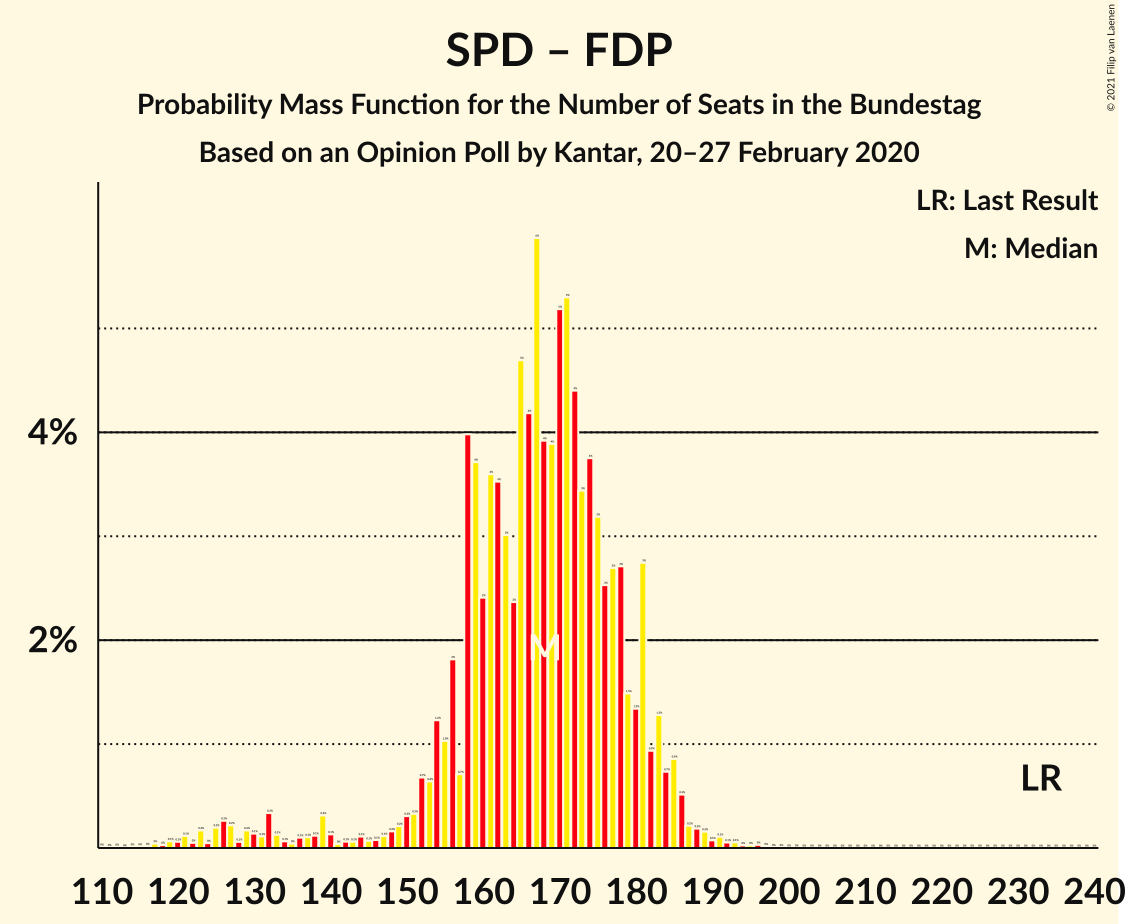 SPD – FDP
Probability Mass Function for the Number of Seats in the Bundestag
Based on an Opinion Poll by Kantar, 20–27 February 2020
© 2021 Filip van Laenen
LR: Last Result
M: Median
4%
2%
M
LR
110 120 130 140 150 160 170 180 190 200 210 220 230 240